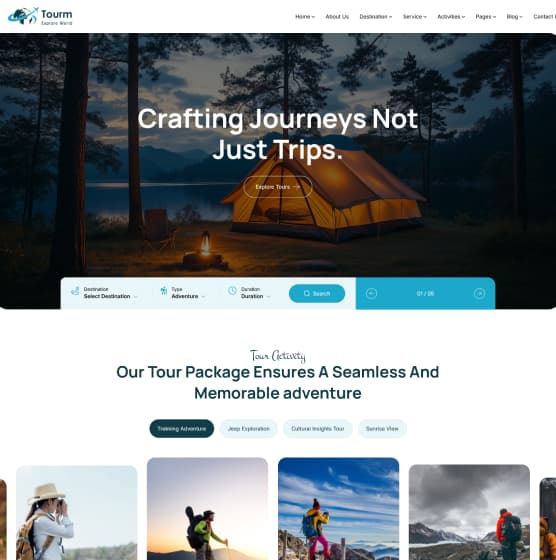 Tourm
Explore World
Home
About Us
Destination
Service
Activities
Pages
Blog
Contact
Crafting Journeys Not
Just Trips.
Explore Tours
Destination
Select Destination
Type
Adventure
Duration
Duration
Search
01 / 05
Tour Activity
Our Tour Package Ensures A Seamless And
Memorable adventure
Trekking Adventure
Jeep Exploration
Cultural Insights Tour
Sunrise View